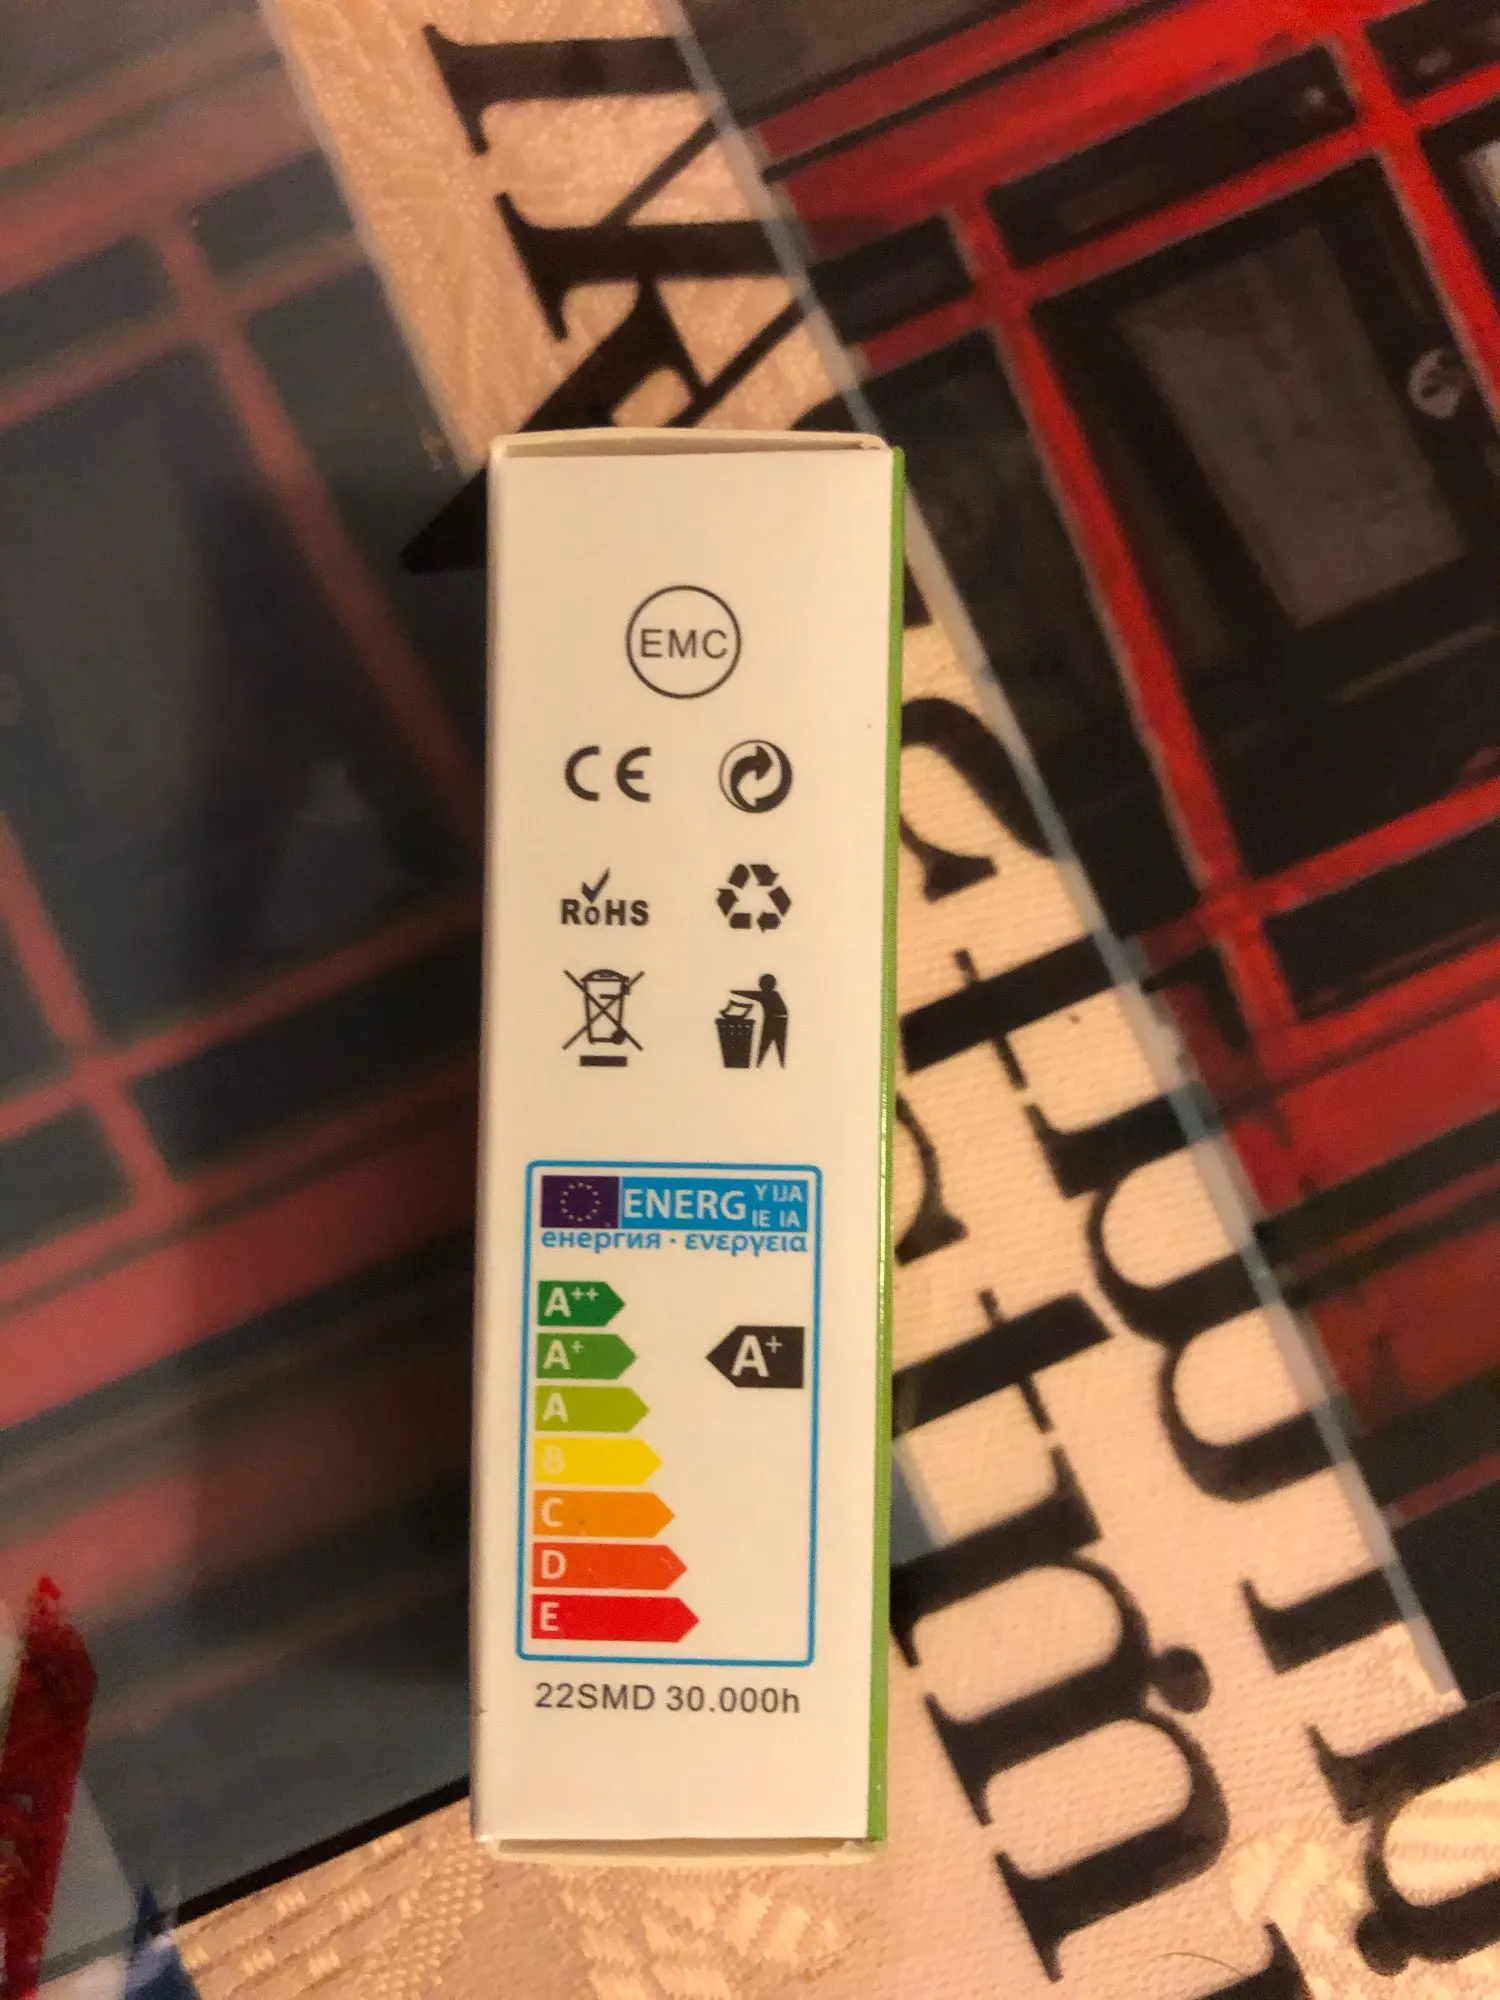 EMC
CE
RoHS
ENERG Y IJA
IE IA
енергия · ενεργεια
A++
A+
A+
A
B
C
D
E
22SMD 30.000h